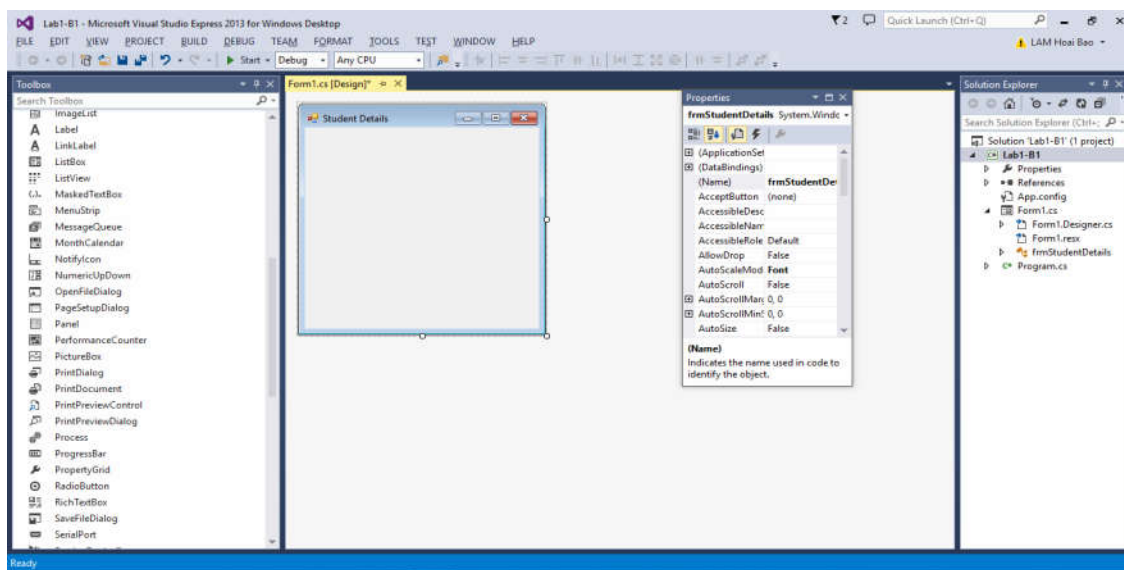 Lab1-B1 - Microsoft Visual Studio Express 2013 for Windows Desktop
2
Quick Launch (Ctrl+Q)
FILE EDIT VIEW PROJECT BUILD DEBUG TEAM FORMAT TOOLS TEST WINDOW HELP
LAM Hoai Bao
Start Debug Any CPU
Toolbox
Search Toolbox
ImageList
Label
LinkLabel
ListBox
ListView
MaskedTextBox
MenuStrip
MessageQueue
MonthCalendar
NotifyIcon
NumericUpDown
OpenFileDialog
PageSetupDialog
Panel
PerformanceCounter
PictureBox
PrintDialog
PrintDocument
PrintPreviewControl
PrintPreviewDialog
Process
ProgressBar
PropertyGrid
RadioButton
RichTextBox
SaveFileDialog
SerialPort
Form1.cs [Design]*
Student Details
Properties
frmStudentDetails System.Windc
(ApplicationSet
(DataBindings)
(Name) frmStudentDe
AcceptButton (none)
AccessibleDesc
AccessibleNam
AccessibleRole Default
AllowDrop False
AutoScaleMod Font
AutoScroll False
AutoScrollMarg 0, 0
AutoScrollMinS 0, 0
AutoSize False
(Name)
Indicates the name used in code to
identify the object.
Solution Explorer
Search Solution Explorer (Ctrl+;
Solution 'Lab1-B1' (1 project)
Lab1-B1
Properties
References
App.config
Form1.cs
Form1.Designer.cs
Form1.resx
frmStudentDetails
Program.cs
Ready